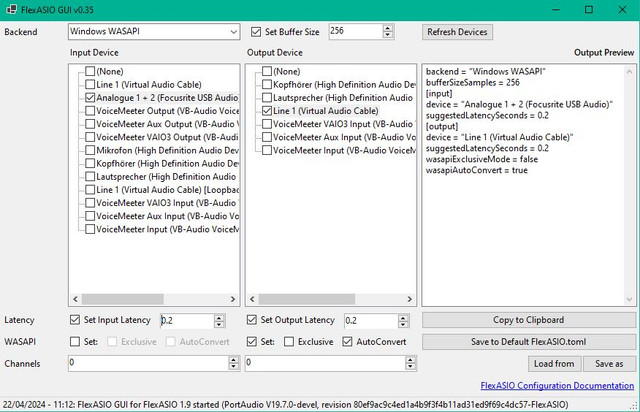 FlexASIO GUI v0.35
Backend
Windows WASAPI
Set Buffer Size
256
Refresh Devices
Input Device
Output Device
Output Preview
(None)
Line 1 (Virtual Audio Cable)
Analogue 1 + 2 (Focusrite USB Audio
VoiceMeeter Output (VB-Audio VoiceM
VoiceMeeter Aux Output (VB-Audio Vo
VoiceMeeter VAIO3 Output (VB-Audio
Mikrofon (High Definition Audio Devi
Kopfhörer (High Definition Audio Dev
Lautsprecher (High Definition Audio
Line 1 (Virtual Audio Cable) [Loopbac
VoiceMeeter VAIO3 Input (VB-Audio
VoiceMeeter Aux Input (VB-Audio Voi
VoiceMeeter Input (VB-Audio VoiceM
(None)
Kopfhörer (High Definition Audio Dev
Lautsprecher (High Definition Audio
Line 1 (Virtual Audio Cable)
VoiceMeeter VAIO3 Input (VB-Audio
VoiceMeeter Aux Input (VB-Audio Voi
VoiceMeeter Input (VB-Audio VoiceM
backend = "Windows WASAPI"
bufferSizeSamples = 256
[input]
device = "Analogue 1 + 2 (Focusrite USB Audio)"
suggestedLatencySeconds = 0.2
[output]
device = "Line 1 (Virtual Audio Cable)"
suggestedLatencySeconds = 0.2
wasapiExclusiveMode = false
wasapiAutoConvert = true
Latency
Set Input Latency
0.2
Set Output Latency
0.2
Copy to Clipboard
WASAPI
Set:
Exclusive
AutoConvert
Set:
Exclusive
AutoConvert
Save to Default FlexASIO.toml
Channels
0
0
Load from
Save as
FlexASIO Configuration Documentation
22/04/2024 - 11:12: FlexASIO GUI for FlexASIO 1.9 started (PortAudio V19.7.0-devel, revision 80ef9ac9c4ed1a4b9f3f4b11ad31ed9f69c4dc57-FlexASIO)